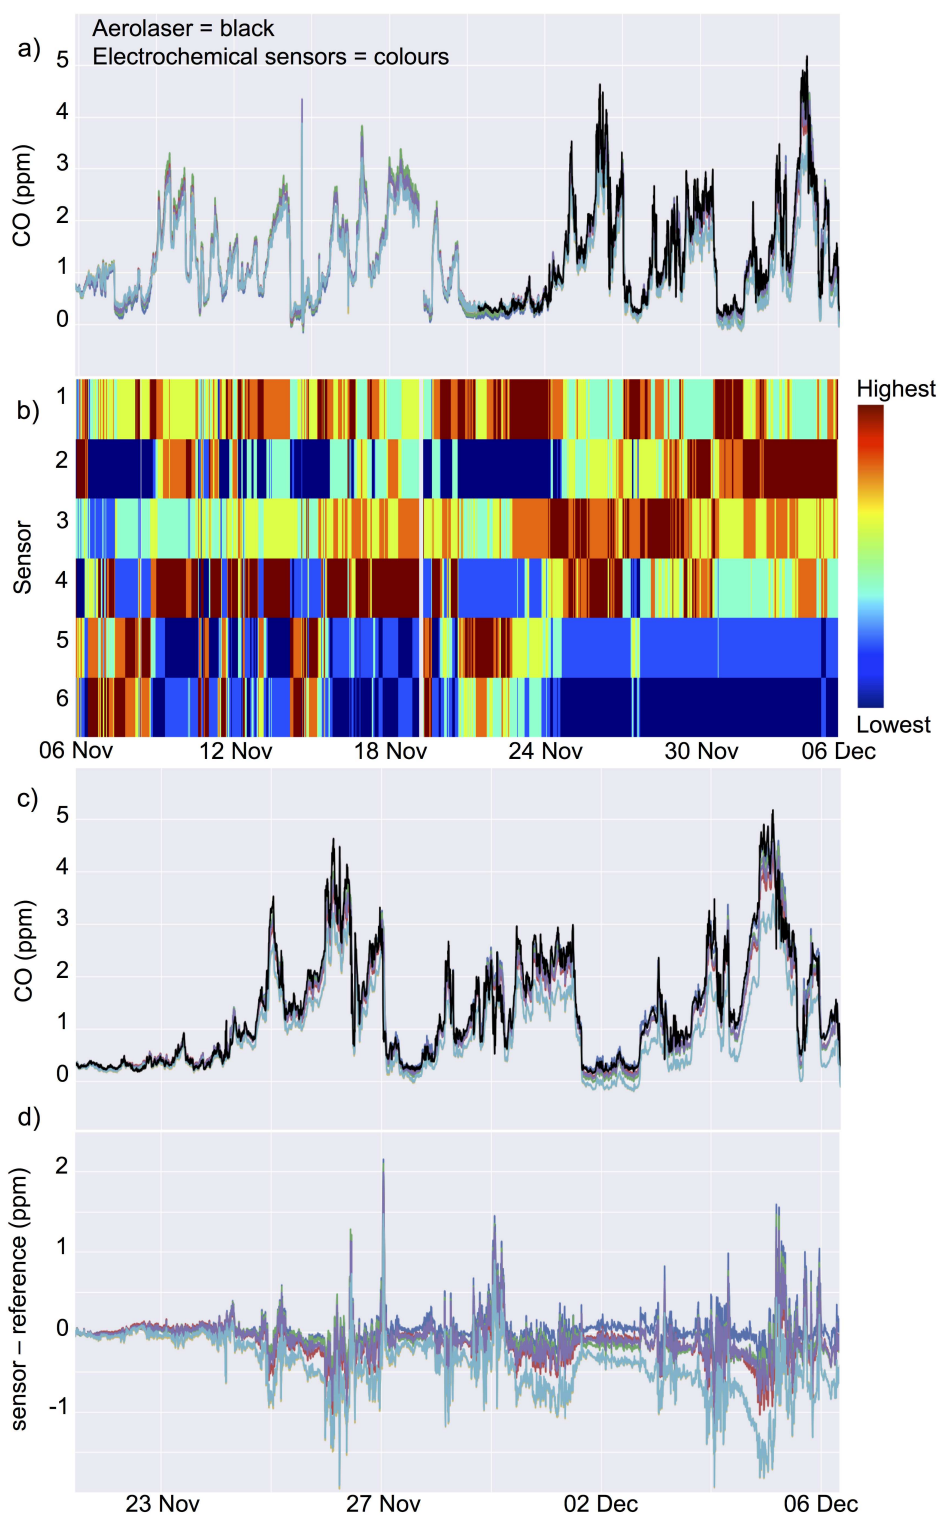 a)
Aerolaser = black
Electrochemical sensors = colours
5
4
3
2
1
0
CO (ppm)
b)
Highest
1
2
3
4
5
6
Sensor
Lowest
06 Nov 12 Nov 18 Nov 24 Nov 30 Nov 06 Dec
c)
5
4
3
2
1
0
CO (ppm)
d)
2
1
0
-1
sensor – reference (ppm)
23 Nov 27 Nov 02 Dec 06 Dec